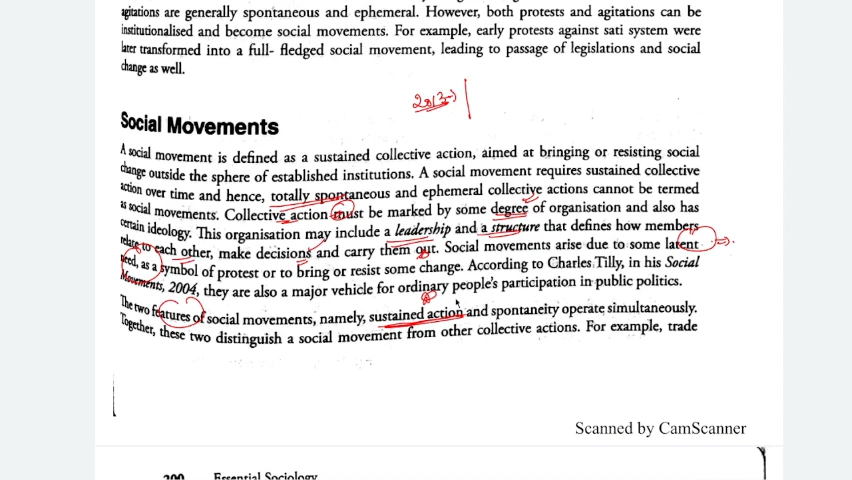 agitations are generally spontaneous and ephemeral. However, both protests and agitations can be
institutionalised and become social movements. For example, early protests against sati system were
later transformed into a full- fledged social movement, leading to passage of legislations and social
change as well.
Social Movements
A social movement is defined as a sustained collective action, aimed at bringing or resisting social
change outside the sphere of established institutions. A social movement requires sustained collective
action over time and hence, totally spontaneous and ephemeral collective actions cannot be termed
as social movements. Collective action must be marked by some degree of organisation and also has
certain ideology. This organisation may include a leadership and a structure that defines how members
relate to each other, make decisions and carry them out. Social movements arise due to some latent
need, as a symbol of protest or to bring or resist some change. According to Charles Tilly, in his Social
Movements, 2004, they are also a major vehicle for ordinary people's participation in public politics.
The two features of social movements, namely, sustained action and spontaneity operate simultaneously.
Together, these two distinguish a social movement from other collective actions. For example, trade
Scanned by CamScanner
200 Essential Sociology